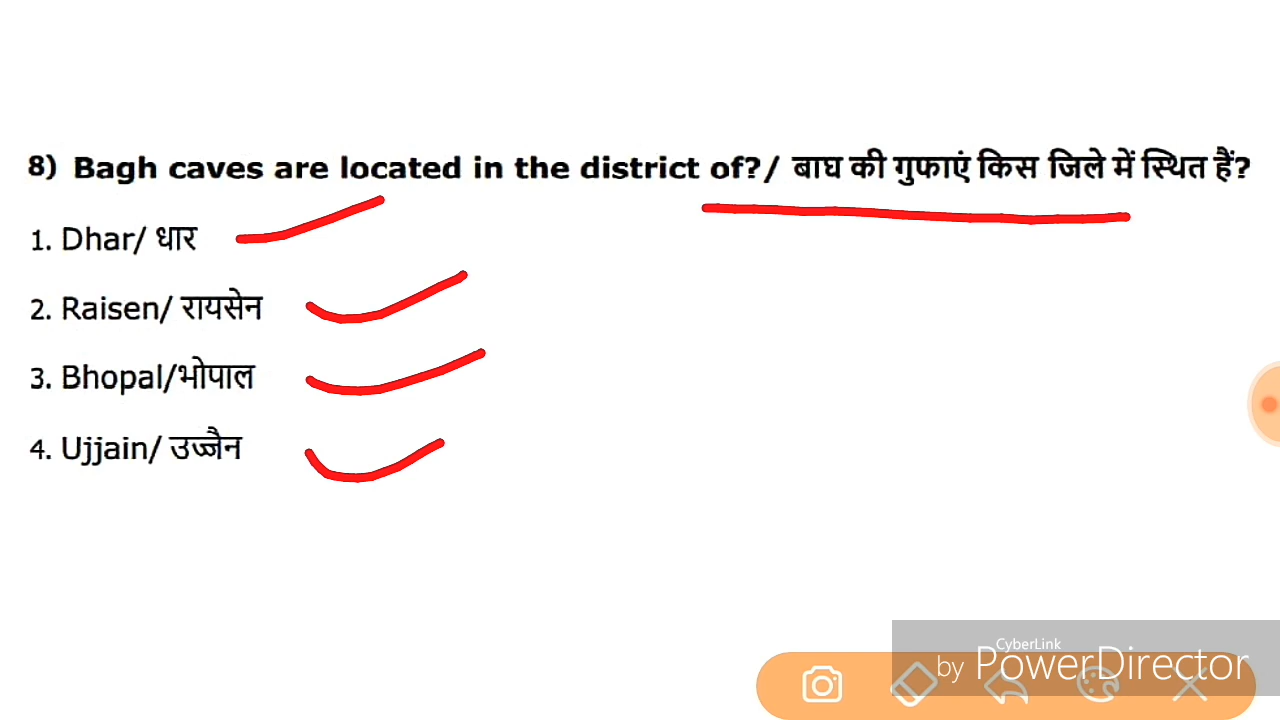 8) Bagh caves are located in the district of?/ बाघ की गुफाएं किस जिले में स्थित हैं?
1. Dhar/ धार
2. Raisen/ रायसेन
3. Bhopal/भोपाल
4. Ujjain/ उज्जैन
CyberLink
by PowerDirector